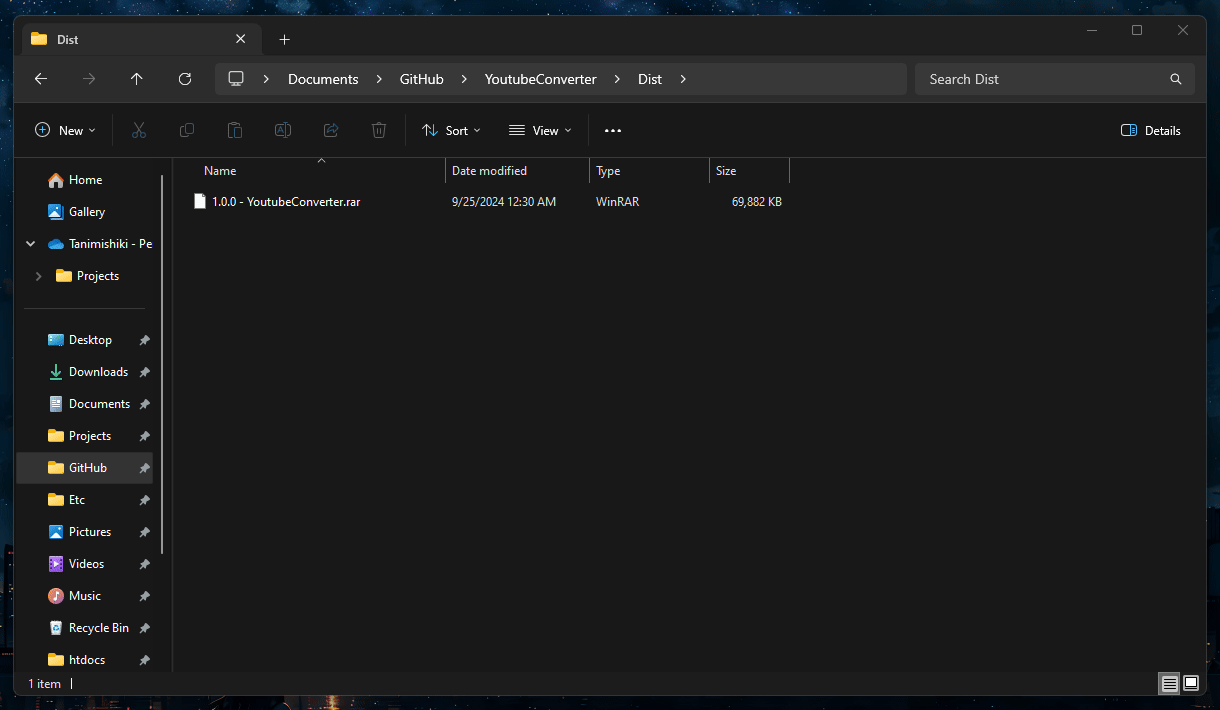 Dist
Documents GitHub YoutubeConverter Dist
Search Dist
New
Sort
View
Details
Name Date modified Type Size
1.0.0 - YoutubeConverter.rar 9/25/2024 12:30 AM WinRAR 69,882 KB
Home
Gallery
Tanimishiki - Pe
Projects
Desktop
Downloads
Documents
Projects
GitHub
Etc
Pictures
Videos
Music
Recycle Bin
htdocs
1 item